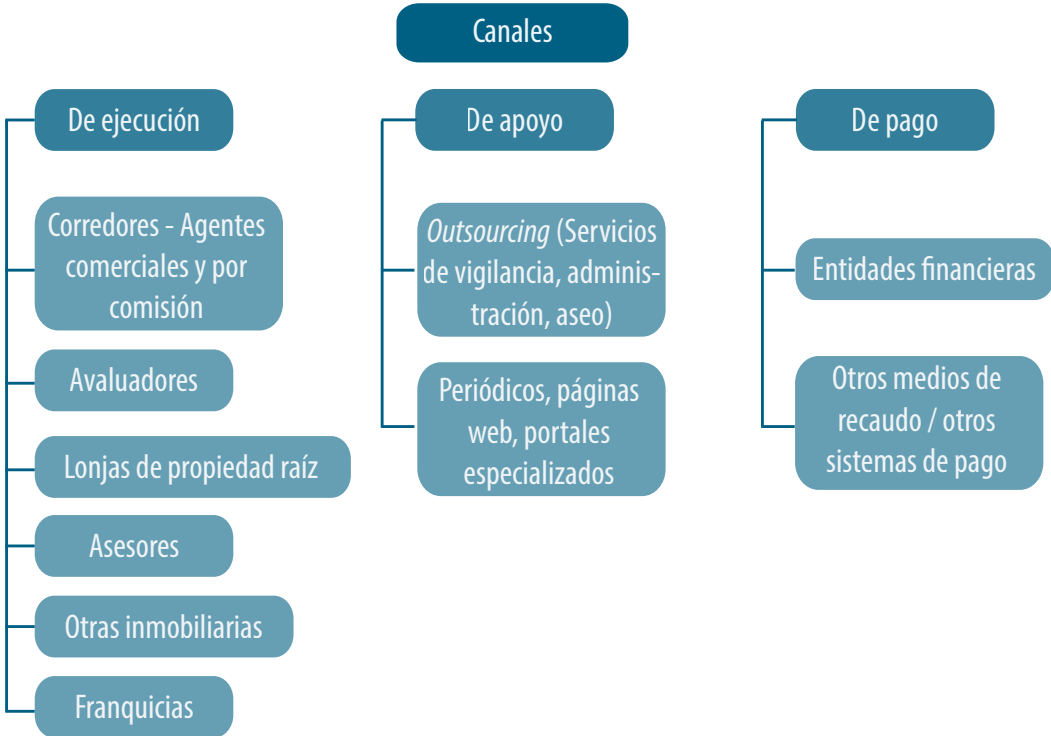 Canales
De ejecución
Corredores - Agentes
comerciales y por
comisión
Avaluadores
Lonjas de propiedad raíz
Asesores
Otras inmobiliarias
Franquicias
De apoyo
Outsourcing (Servicios
de vigilancia, adminis-
tración, aseo)
Periódicos, páginas
web, portales
especializados
De pago
Entidades financieras
Otros medios de
recaudo / otros
sistemas de pago